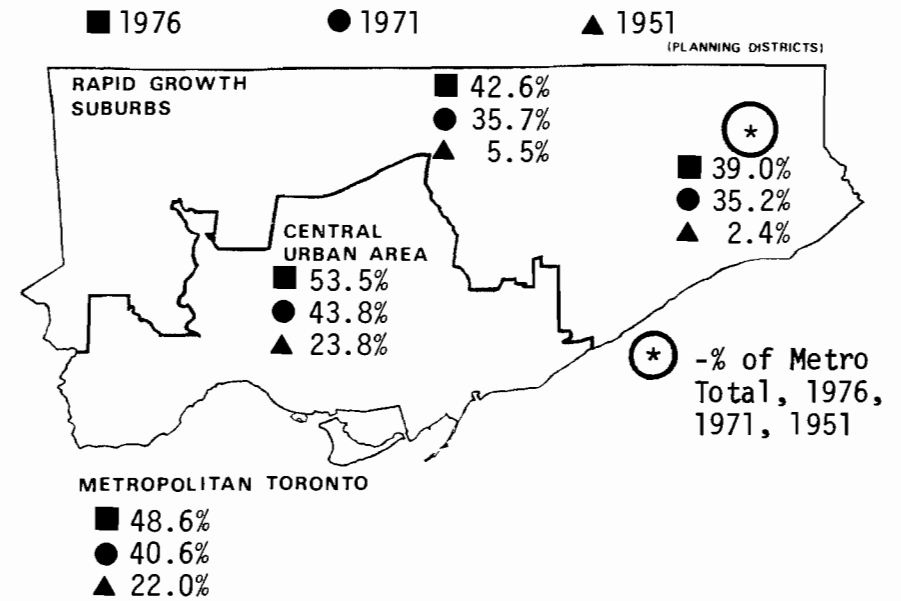 ■ 1976 ● 1971 ▲ 1951
(PLANNING DISTRICTS)
RAPID GROWTH
SUBURBS
■ 42.6%
● 35.7%
▲ 5.5%
*
■ 39.0%
● 35.2%
▲ 2.4%
CENTRAL
URBAN AREA
■ 53.5%
● 43.8%
▲ 23.8%
* -% of Metro
Total, 1976,
1971, 1951
METROPOLITAN TORONTO
■ 48.6%
● 40.6%
▲ 22.0%